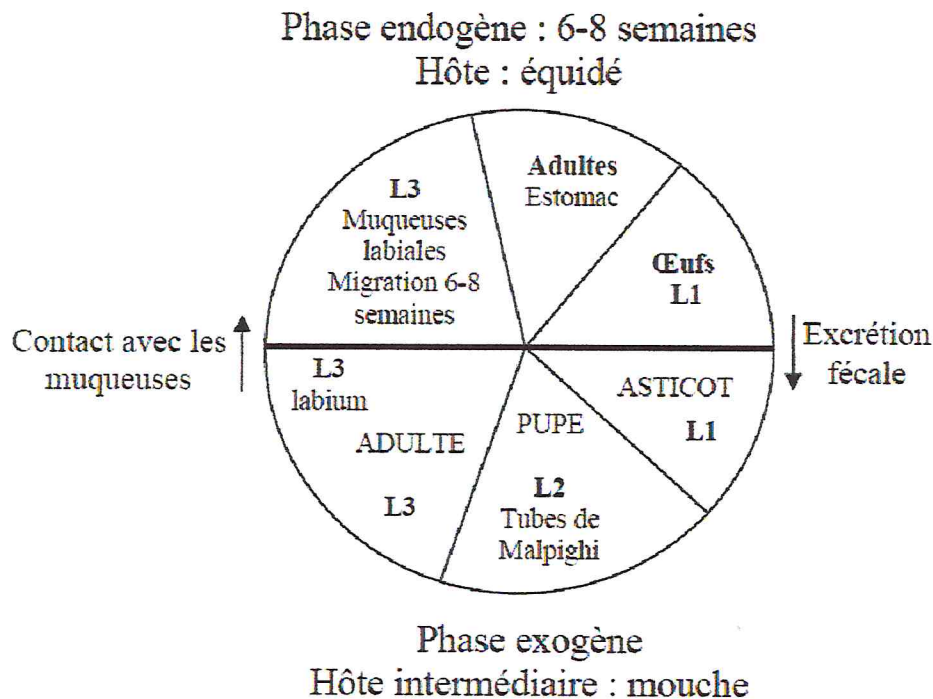 Phase endogène : 6-8 semaines
Hôte : équidé
Adultes
Estomac
L3
Muqueuses
labiales
Migration 6-8
semaines
Œufs
L1
Contact avec les
muqueuses
Excrétion
fécale
L3
labium
ADULTE
L3
PUPE
L2
Tubes de
Malpighi
ASTICOT
L1
Phase exogène
Hôte intermédiaire : mouche